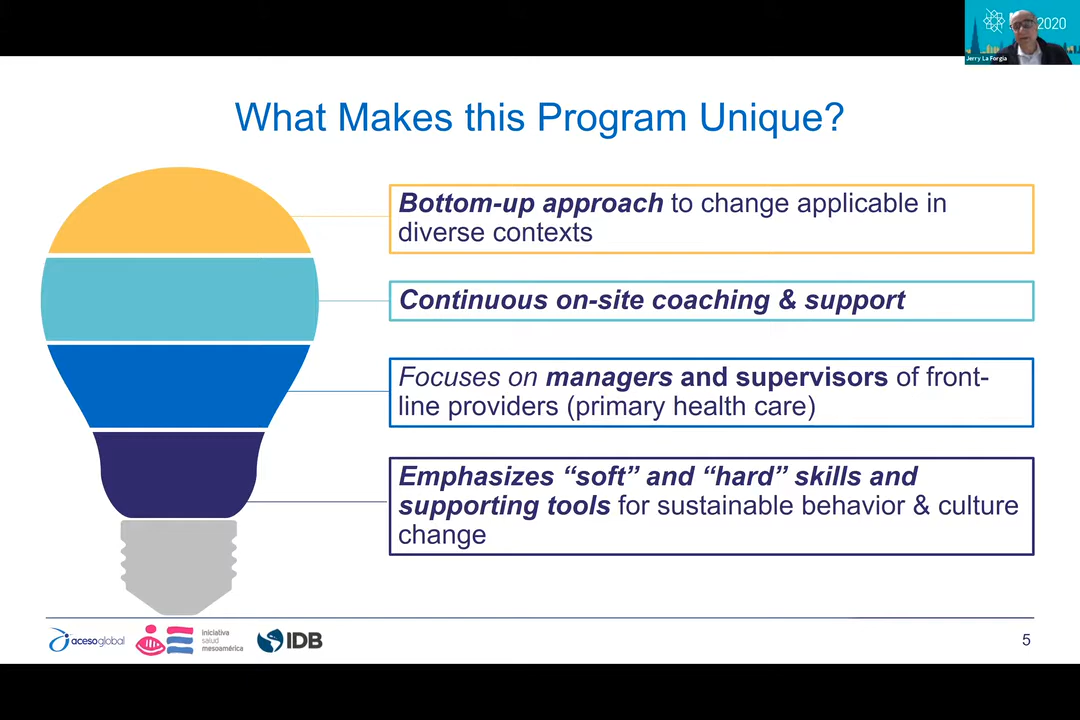 2020
Jerry La Forgia
What Makes this Program Unique?
Bottom-up approach to change applicable in
diverse contexts
Continuous on-site coaching & support
Focuses on managers and supervisors of front-
line providers (primary health care)
Emphasizes “soft” and “hard” skills and
supporting tools for sustainable behavior & culture
change
acesoglobal
iniciativa
salud
mesoamérica
IDB
5